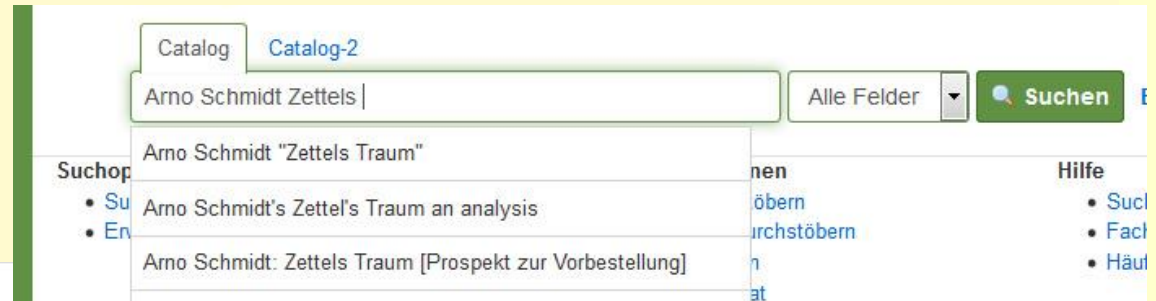 Catalog Catalog-2
Arno Schmidt Zettels Alle Felder Suchen
Arno Schmidt "Zettels Traum"
Hilfe
Arno Schmidt's Zettel's Traum an analysis
Arno Schmidt: Zettels Traum [Prospekt zur Vorbestellung]